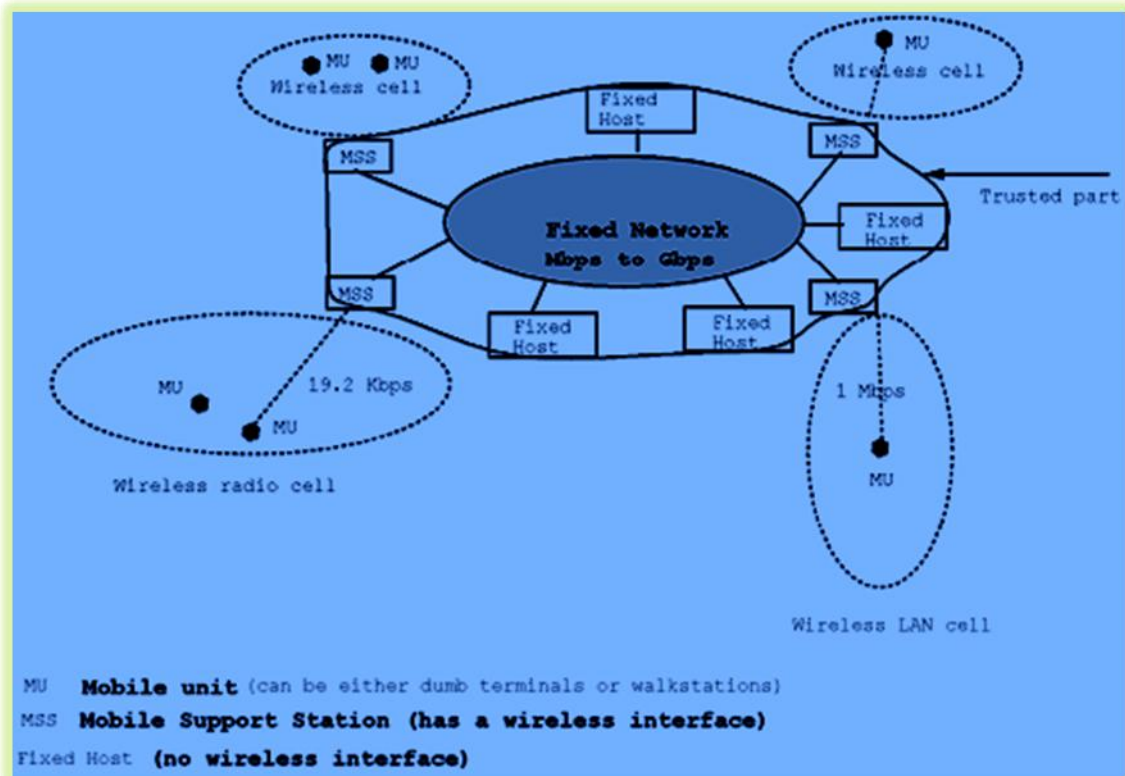 MU MU
Wireless cell
MU
Wireless cell
Fixed
Host
MSS
MSS
Trusted part
Fixed
Host
Fixed Network
Mbps to Gbps
MSS
MSS
Fixed
Host
Fixed
Host
19.2 Kbps
MU
MU
Wireless radio cell
1 Mbps
MU
Wireless LAN cell
MU Mobile unit (can be either dumb terminals or walkstations)
MSS Mobile Support Station (has a wireless interface)
Fixed Host (no wireless interface)